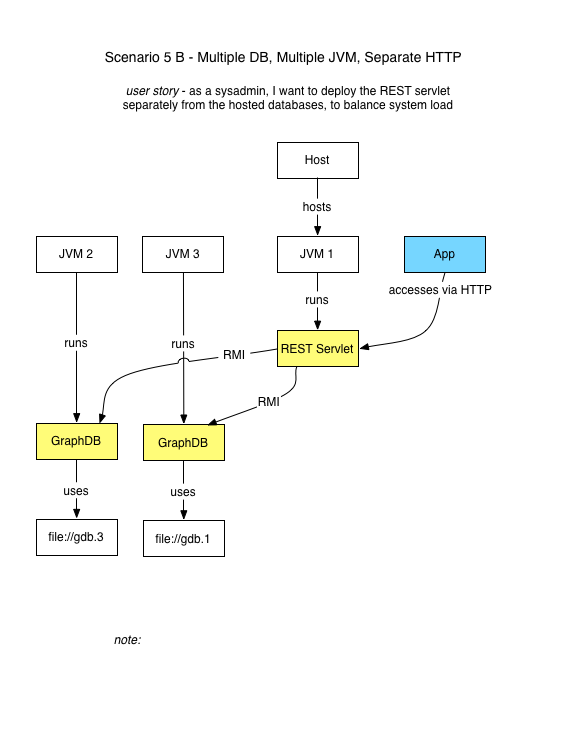 Scenario 5 B - Multiple DB, Multiple JVM, Separate HTTP
user story - as a sysadmin, I want to deploy the REST servlet
separately from the hosted databases, to balance system load
Host
hosts
JVM 2
JVM 3
JVM 1
App
accesses via HTTP
runs
runs
runs
REST Servlet
RMI
RMI
GraphDB
GraphDB
uses
uses
file://gdb.3
file://gdb.1
note: